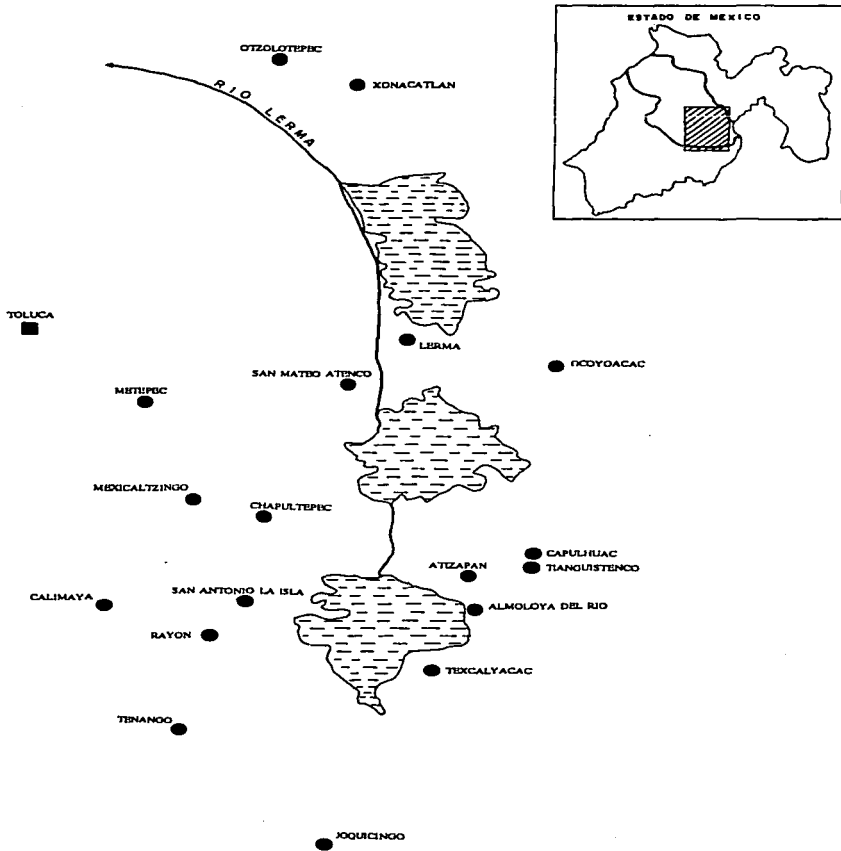 ESTADO DE MEXICO
OTZOLOTEPEC
XONACATLAN
RIO LERMA
TOLUCA
LERMA
OCOYOACAC
SAN MATEO ATENCO
METEPEC
MEXICALTZINGO
CHAPULTEPEC
CAPULHUAC
ATIZAPAN
TIANGUISTENCO
CALIMAYA
SAN ANTONIO LA ISLA
ALMOLOYA DEL RIO
RAYON
TEXCALYACAC
TENANGO
JOQUICINGO